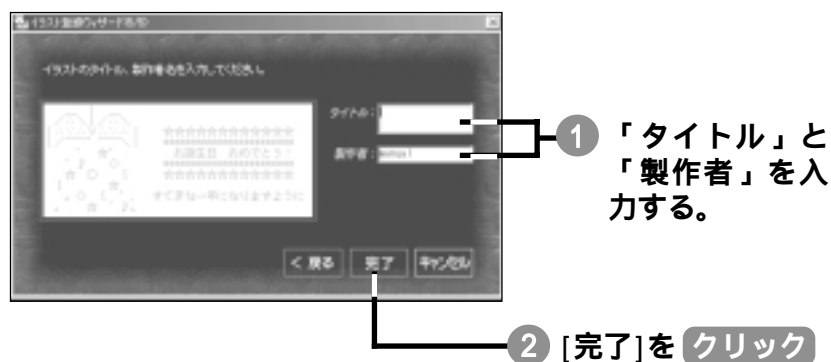 イラスト登録ウィザード
イラストのタイトル、製作者名を入力してください。
タイトル：
製作者：
☆☆☆☆☆☆☆☆☆☆☆☆
お誕生日 おめでとう！
☆☆☆☆☆☆☆☆☆☆☆☆
すてきな一年になりますように
< 戻る
完了
キャンセル
1 「タイトル」と
「製作者」を入
力する。
2 [完了]を クリック